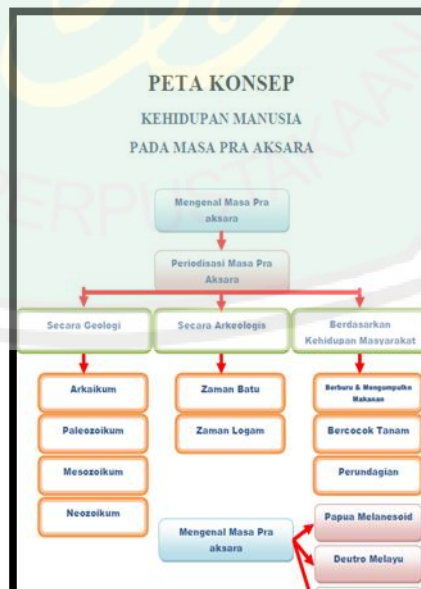 PETA KONSEP
KEHIDUPAN MANUSIA
PADA MASA PRA AKSARA
Mengenal Masa Pra
aksara
Periodisasi Masa Pra
Aksara
Secara Geologi
Secara Arkeologis
Berdasarkan
Kehidupan Masyarakat
Arkaikum
Paleozoikum
Mesozoikum
Neozoikum
Zaman Batu
Zaman Logam
Berburu & Mengumpulke
Makanan
Bercocok Tanam
Perundagian
Mengenal Masa Pra
aksara
Papua Melanesoid
Deutro Melayu